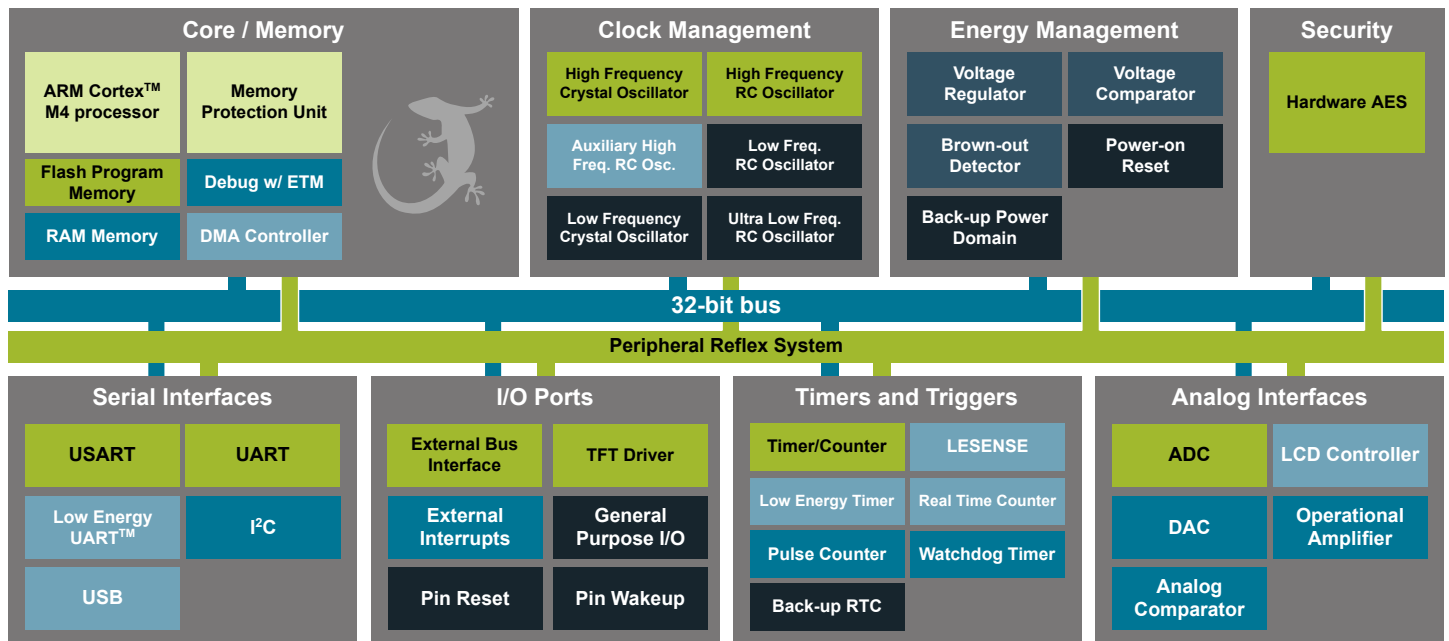 Core / Memory
ARM Cortex™
M4 processor
Memory
Protection Unit
Flash Program
Memory
Debug w/ ETM
RAM Memory
DMA Controller
Clock Management
High Frequency
Crystal Oscillator
High Frequency
RC Oscillator
Auxiliary High
Freq. RC Osc.
Low Freq.
RC Oscillator
Low Frequency
Crystal Oscillator
Ultra Low Freq.
RC Oscillator
Energy Management
Voltage
Regulator
Voltage
Comparator
Brown-out
Detector
Power-on
Reset
Back-up Power
Domain
Security
Hardware AES
32-bit bus
Peripheral Reflex System
Serial Interfaces
USART
UART
Low Energy
UART™
I²C
USB
I/O Ports
External Bus
Interface
TFT Driver
External
Interrupts
General
Purpose I/O
Pin Reset
Pin Wakeup
Timers and Triggers
Timer/Counter
LESENSE
Low Energy Timer
Real Time Counter
Pulse Counter
Watchdog Timer
Back-up RTC
Analog Interfaces
ADC
LCD Controller
DAC
Operational
Amplifier
Analog
Comparator